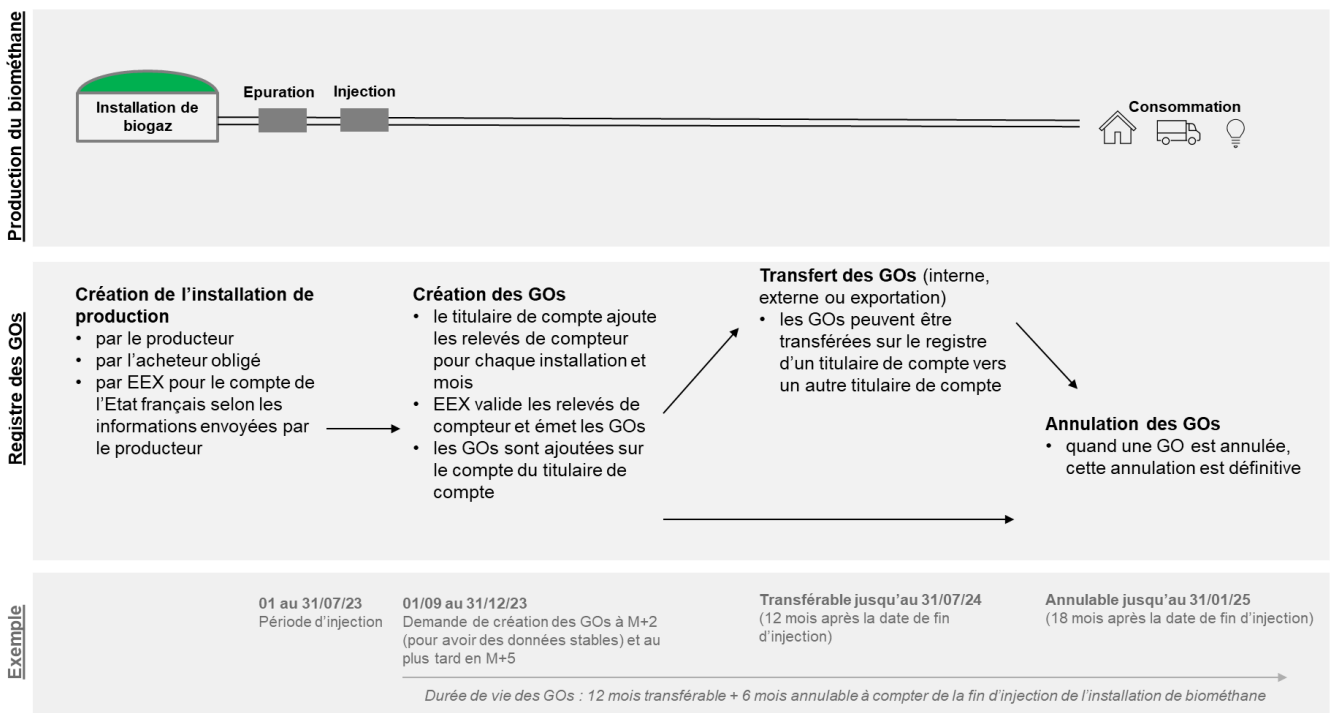 Production du biométhane
Installation de
biogaz
Epuration
Injection
Consommation
Registre des GOs
Création de l'installation de
production
• par le producteur
• par l'acheteur obligé
• par EEX pour le compte de
l'Etat français selon les
informations envoyées par
le producteur
Création des GOs
• le titulaire de compte ajoute
les relevés de compteur
pour chaque installation et
mois
• EEX valide les relevés de
compteur et émet les GOs
• les GOs sont ajoutées sur
le compte du titulaire de
compte
Transfert des GOs (interne,
externe ou exportation)
• les GOs peuvent être
transférées sur le registre
d'un titulaire de compte vers
un autre titulaire de compte
Annulation des GOs
• quand une GO est annulée,
cette annulation est définitive
Exemple
01 au 31/07/23
Période d'injection
01/09 au 31/12/23
Demande de création des GOs à M+2
(pour avoir des données stables) et au
plus tard en M+5
Transférable jusqu'au 31/07/24
(12 mois après la date de fin
d'injection)
Annulable jusqu'au 31/01/25
(18 mois après la date de fin d'injection)
Durée de vie des GOs : 12 mois transférable + 6 mois annulable à compter de la fin d'injection de l'installation de biométhane